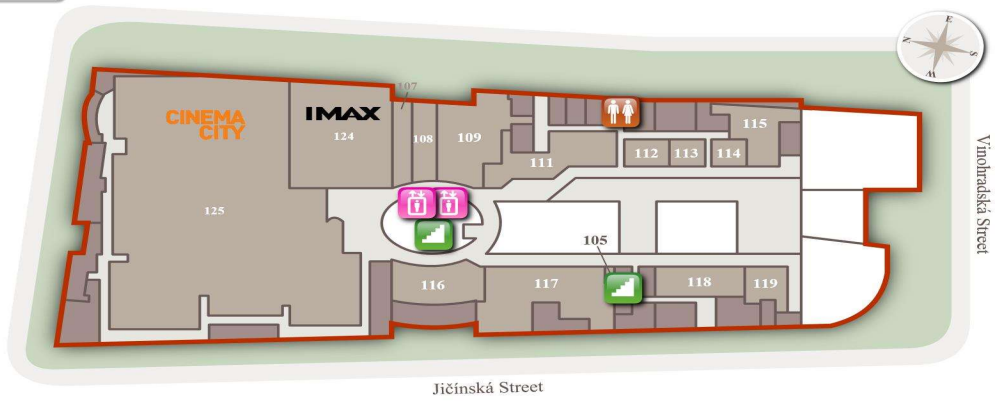 E
N
S
W
107
CINEMA
CITY
IMAX
124
108
109
111
112
113
114
115
125
105
116
117
118
119
Vinohradská Street
Jičínská Street